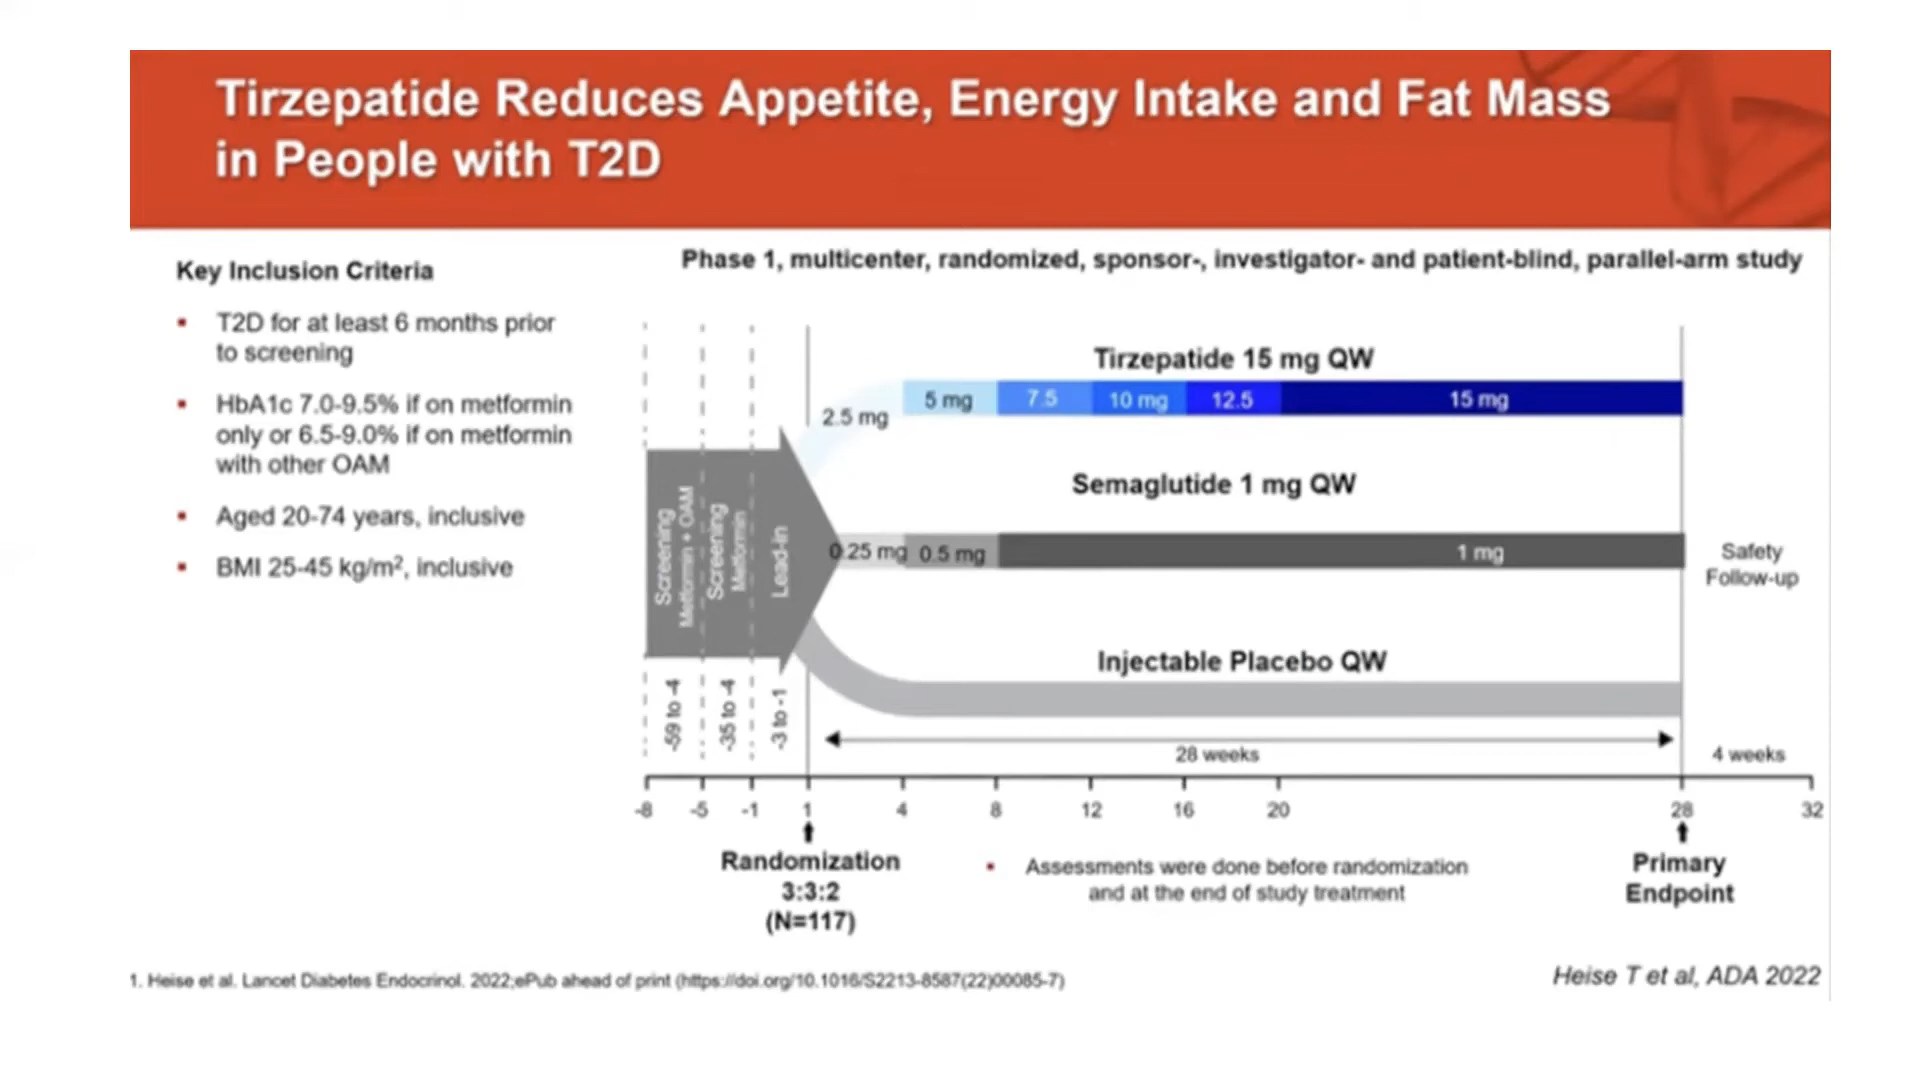 Tirzepatide Reduces Appetite, Energy Intake and Fat Mass
in People with T2D
Key Inclusion Criteria
▪ T2D for at least 6 months prior
to screening
▪ HbA1c 7.0-9.5% if on metformin
only or 6.5-9.0% if on metformin
with other OAM
▪ Aged 20-74 years, inclusive
▪ BMI 25-45 kg/m², inclusive
Phase 1, multicenter, randomized, sponsor-, investigator- and patient-blind, parallel-arm study
Tirzepatide 15 mg QW
2.5 mg
5 mg
7.5
10 mg
12.5
15 mg
Semaglutide 1 mg QW
0.25 mg
0.5 mg
1 mg
Safety
Follow-up
Screening
Metformin + OAM
Screening
Metformin
Lead-in
Injectable Placebo QW
-59 to -4
-35 to -4
-3 to -1
28 weeks
4 weeks
-8 -5 -1 1 4 8 12 16 20 28 32
Randomization
3:3:2
(N=117)
▪ Assessments were done before randomization
and at the end of study treatment
Primary
Endpoint
1. Heise et al. Lancet Diabetes Endocrinol. 2022;ePub ahead of print (https://doi.org/10.1016/S2213-8587(22)00085-7)
Heise T et al, ADA 2022